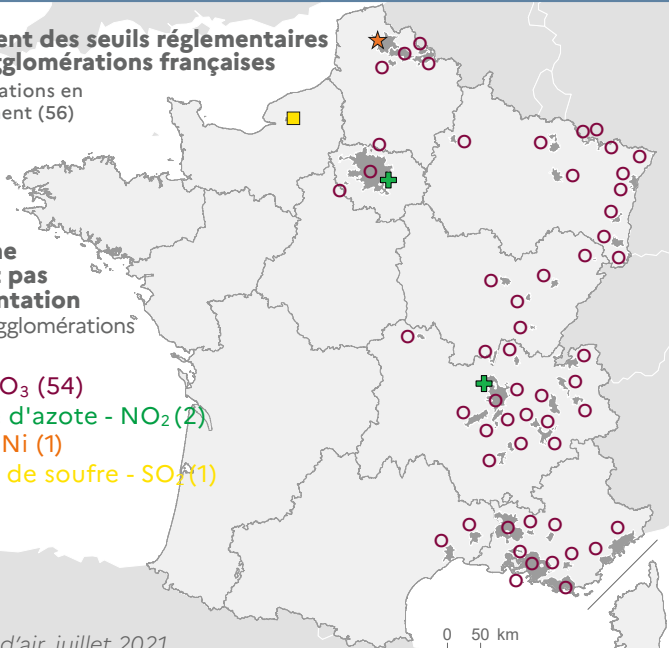 ent des seuils réglementaires
gglomérations françaises
ations en
ent (56)
ne
t pas
ntation
gglomérations
O₃ (54)
d'azote - NO₂ (2)
Ni (1)
de soufre - SO₂ (1)
d'air, juillet 2021
0 50 km